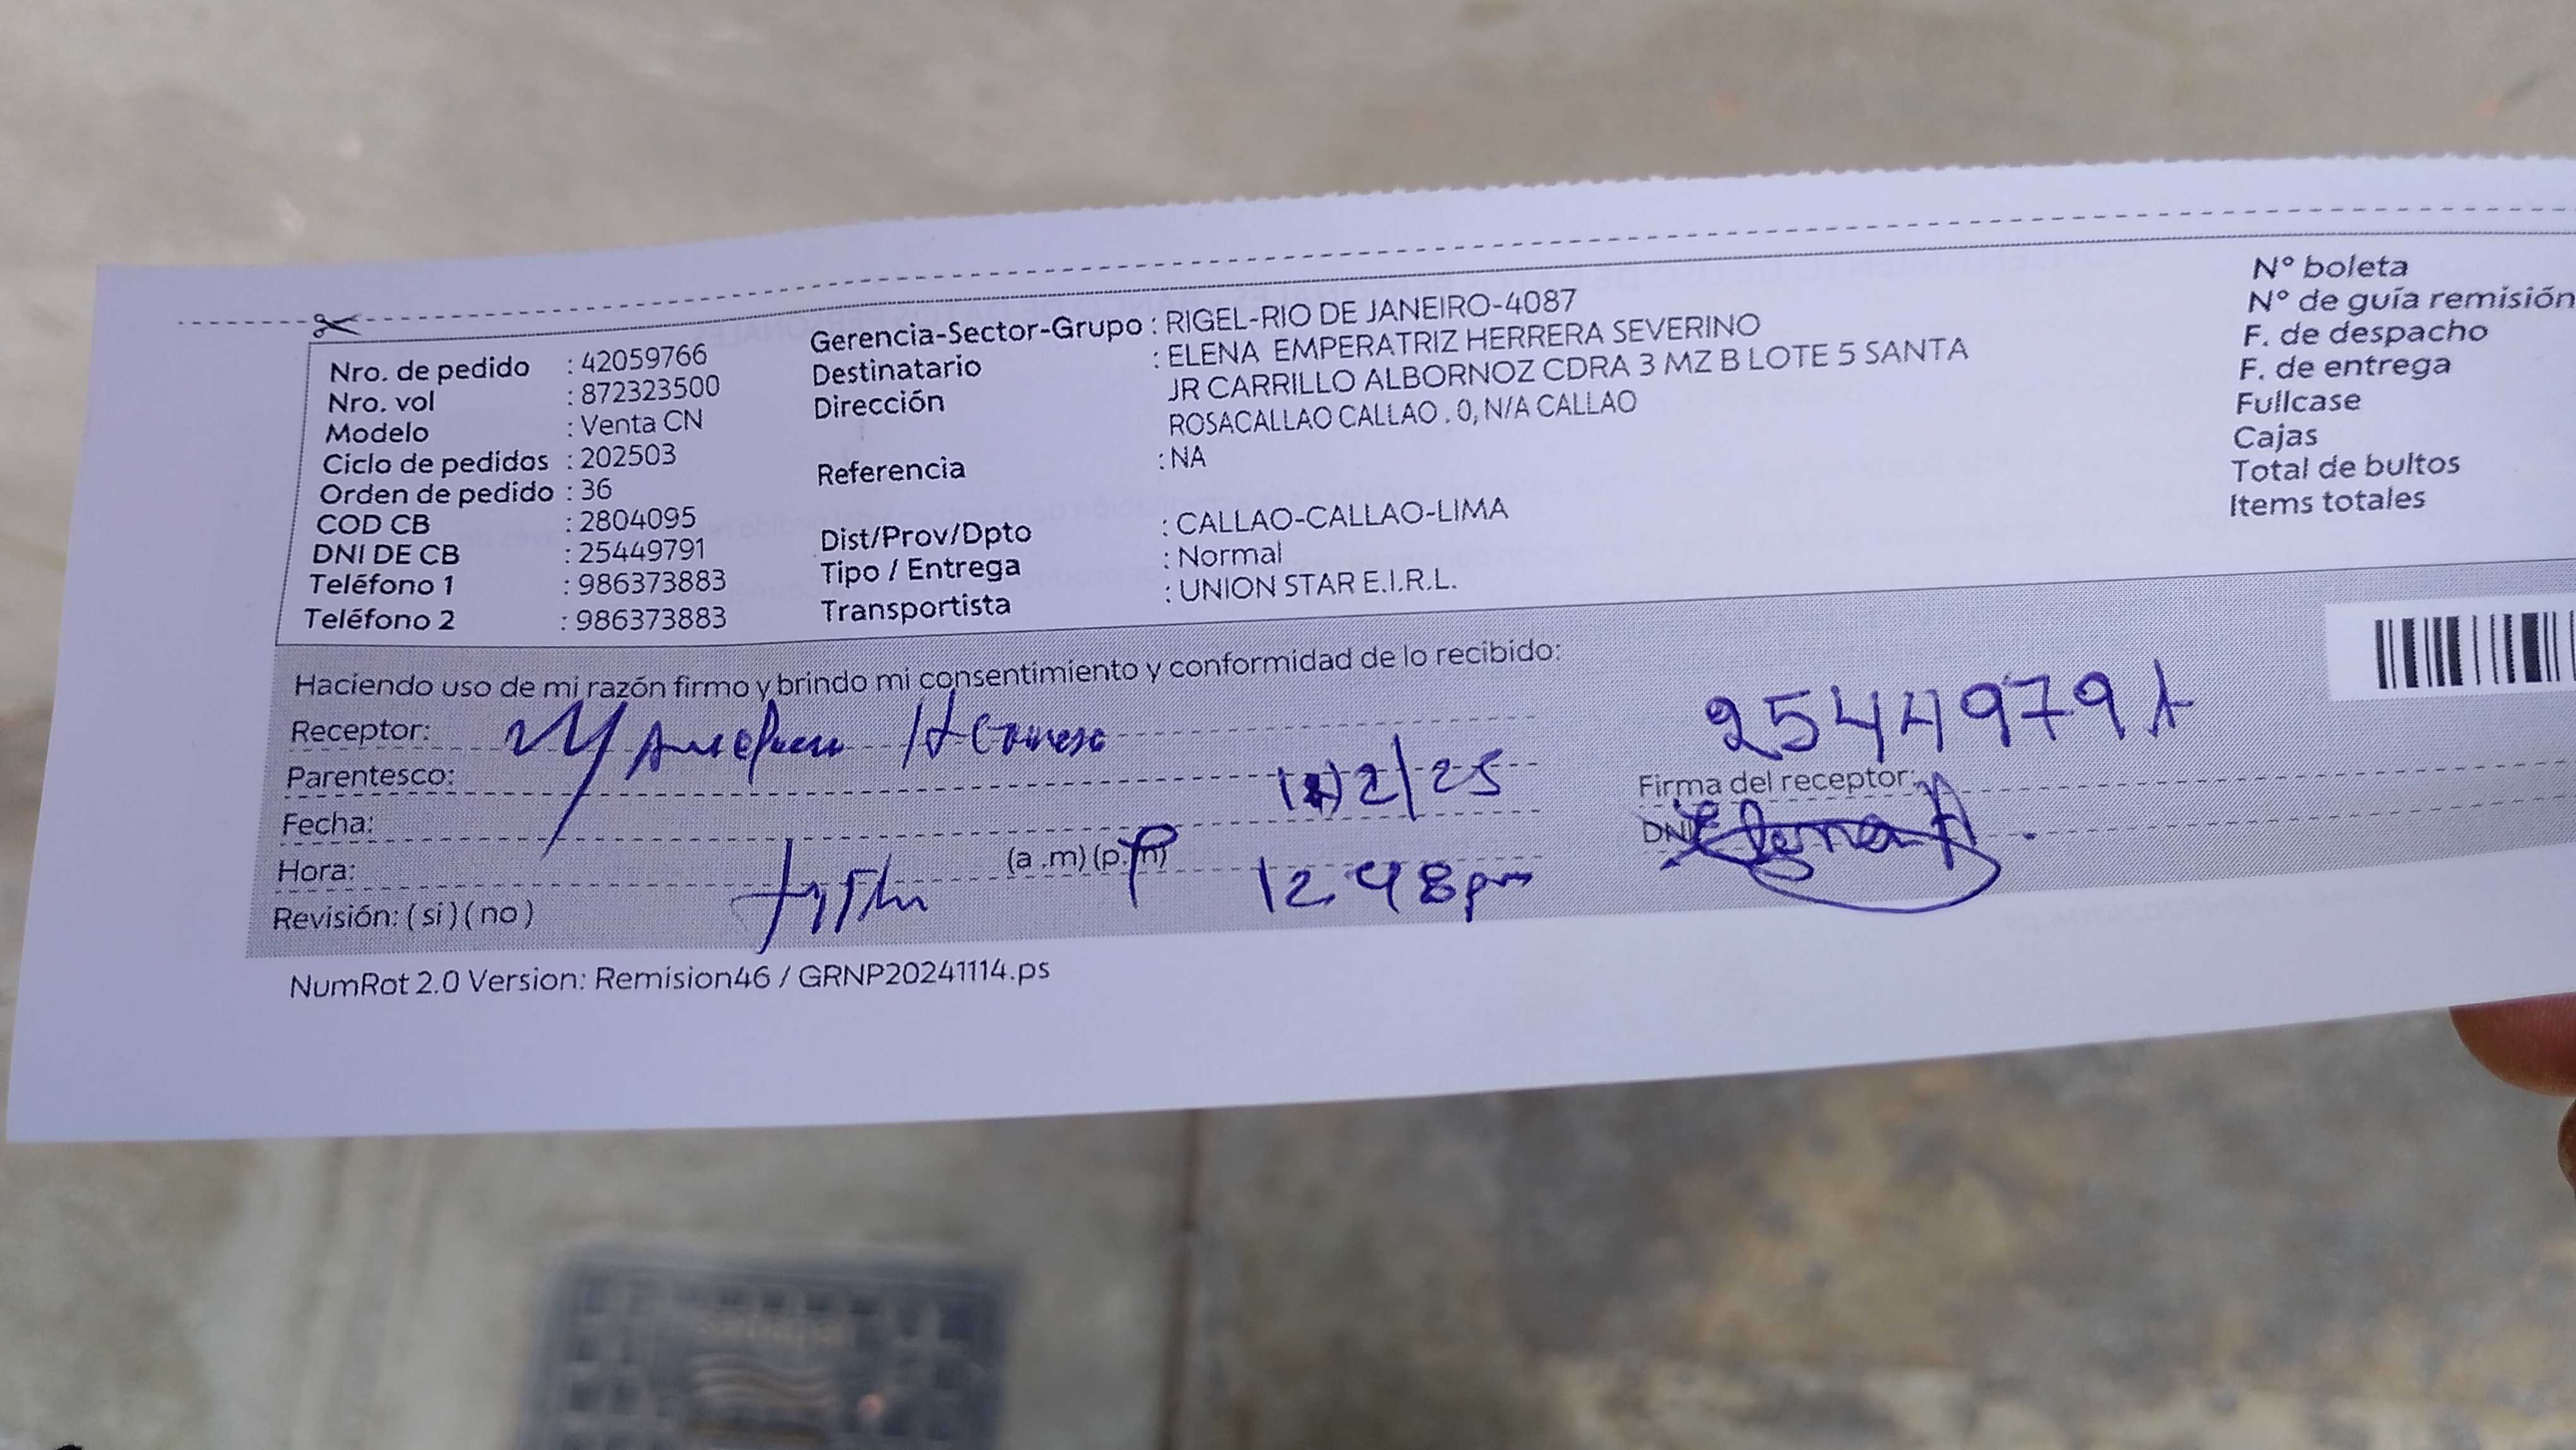 Nro. de pedido : 42059766
Nro. vol : 872323500
Modelo : Venta CN
Ciclo de pedidos : 202503
Orden de pedido : 36
COD CB : 2804095
DNI DE CB : 25449791
Teléfono 1 : 986373883
Teléfono 2 : 986373883
Gerencia-Sector-Grupo : RIGEL-RIO DE JANEIRO-4087
Destinatario : ELENA EMPERATRIZ HERRERA SEVERINO
Dirección JR CARRILLO ALBORNOZ CDRA 3 MZ B LOTE 5 SANTA
ROSACALLAO CALLAO . 0, N/A CALLAO
Referencia : NA
Dist/Prov/Dpto : CALLAO-CALLAO-LIMA
Tipo / Entrega : Normal
Transportista : UNION STAR E.I.R.L.
N° boleta
N° de guía remisión
F. de despacho
F. de entrega
Fullcase
Cajas
Total de bultos
Items totales
Haciendo uso de mi razón firmo y brindo mi consentimiento y conformidad de lo recibido:
Receptor:
Parentesco:
Fecha:
Hora: (a .m) (p.m)
Revisión: ( si ) ( no )
12 48 pm
25449791
Firma del receptor:
DNI
NumRot 2.0 Version: Remision46 / GRNP20241114.ps